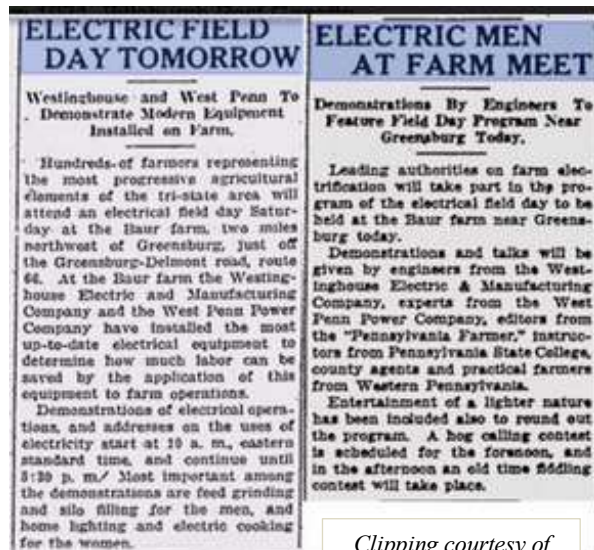 ELECTRIC FIELD
DAY TOMORROW
Westinghouse and West Penn To
Demonstrate Modern Equipment
Installed on Farm.
Hundreds of farmers representing
the most progressive agricultural
elements of the tri-state area will
attend an electrical field day Satur-
day at the Baur farm, two miles
northwest of Greensburg, just off
the Greensburg-Delmont road, route
66. At the Baur farm the Westing-
house Electric and Manufacturing
Company and the West Penn Power
Company have installed the most
up-to-date electrical equipment to
determine how much labor can be
saved by the application of this
equipment to farm operations.
Demonstrations of electrical opera-
tions, and addresses on the uses of
electricity start at 10 a. m., eastern
standard time, and continue until
5:30 p. m. Most important among
the demonstrations are feed grinding
and silo filling for the men, and
home lighting and electric cooking
for the women.
ELECTRIC MEN
AT FARM MEET
Demonstrations By Engineers To
Feature Field Day Program Near
Greensburg Today.
Leading authorities on farm elec-
trification will take part in the pro-
gram of the electrical field day to be
held at the Baur farm near Greens-
burg today.
Demonstrations and talks will be
given by engineers from the West-
inghouse Electric & Manufacturing
Company, experts from the West
Penn Power Company, editors from
the "Pennsylvania Farmer," instruc-
tors from Pennsylvania State College,
county agents and practical farmers
from Western Pennsylvania.
Entertainment of a lighter nature
has been included also to round out
the program. A hog calling contest
is scheduled for the forenoon, and
in the afternoon an old time fiddling
contest will take place.
Clipping courtesy of